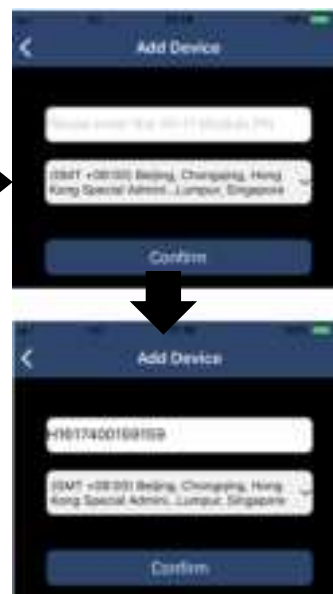 Add Device
Please enter the Wi-Fi Module PN
(GMT +08:00) Beijing, Chongqing, Hong
Kong Special Admini...Lumpur, Singapore
Confirm
Add Device
(GMT +08:00) Beijing, Chongqing, Hong
Kong Special Admini...Lumpur, Singapore
Confirm